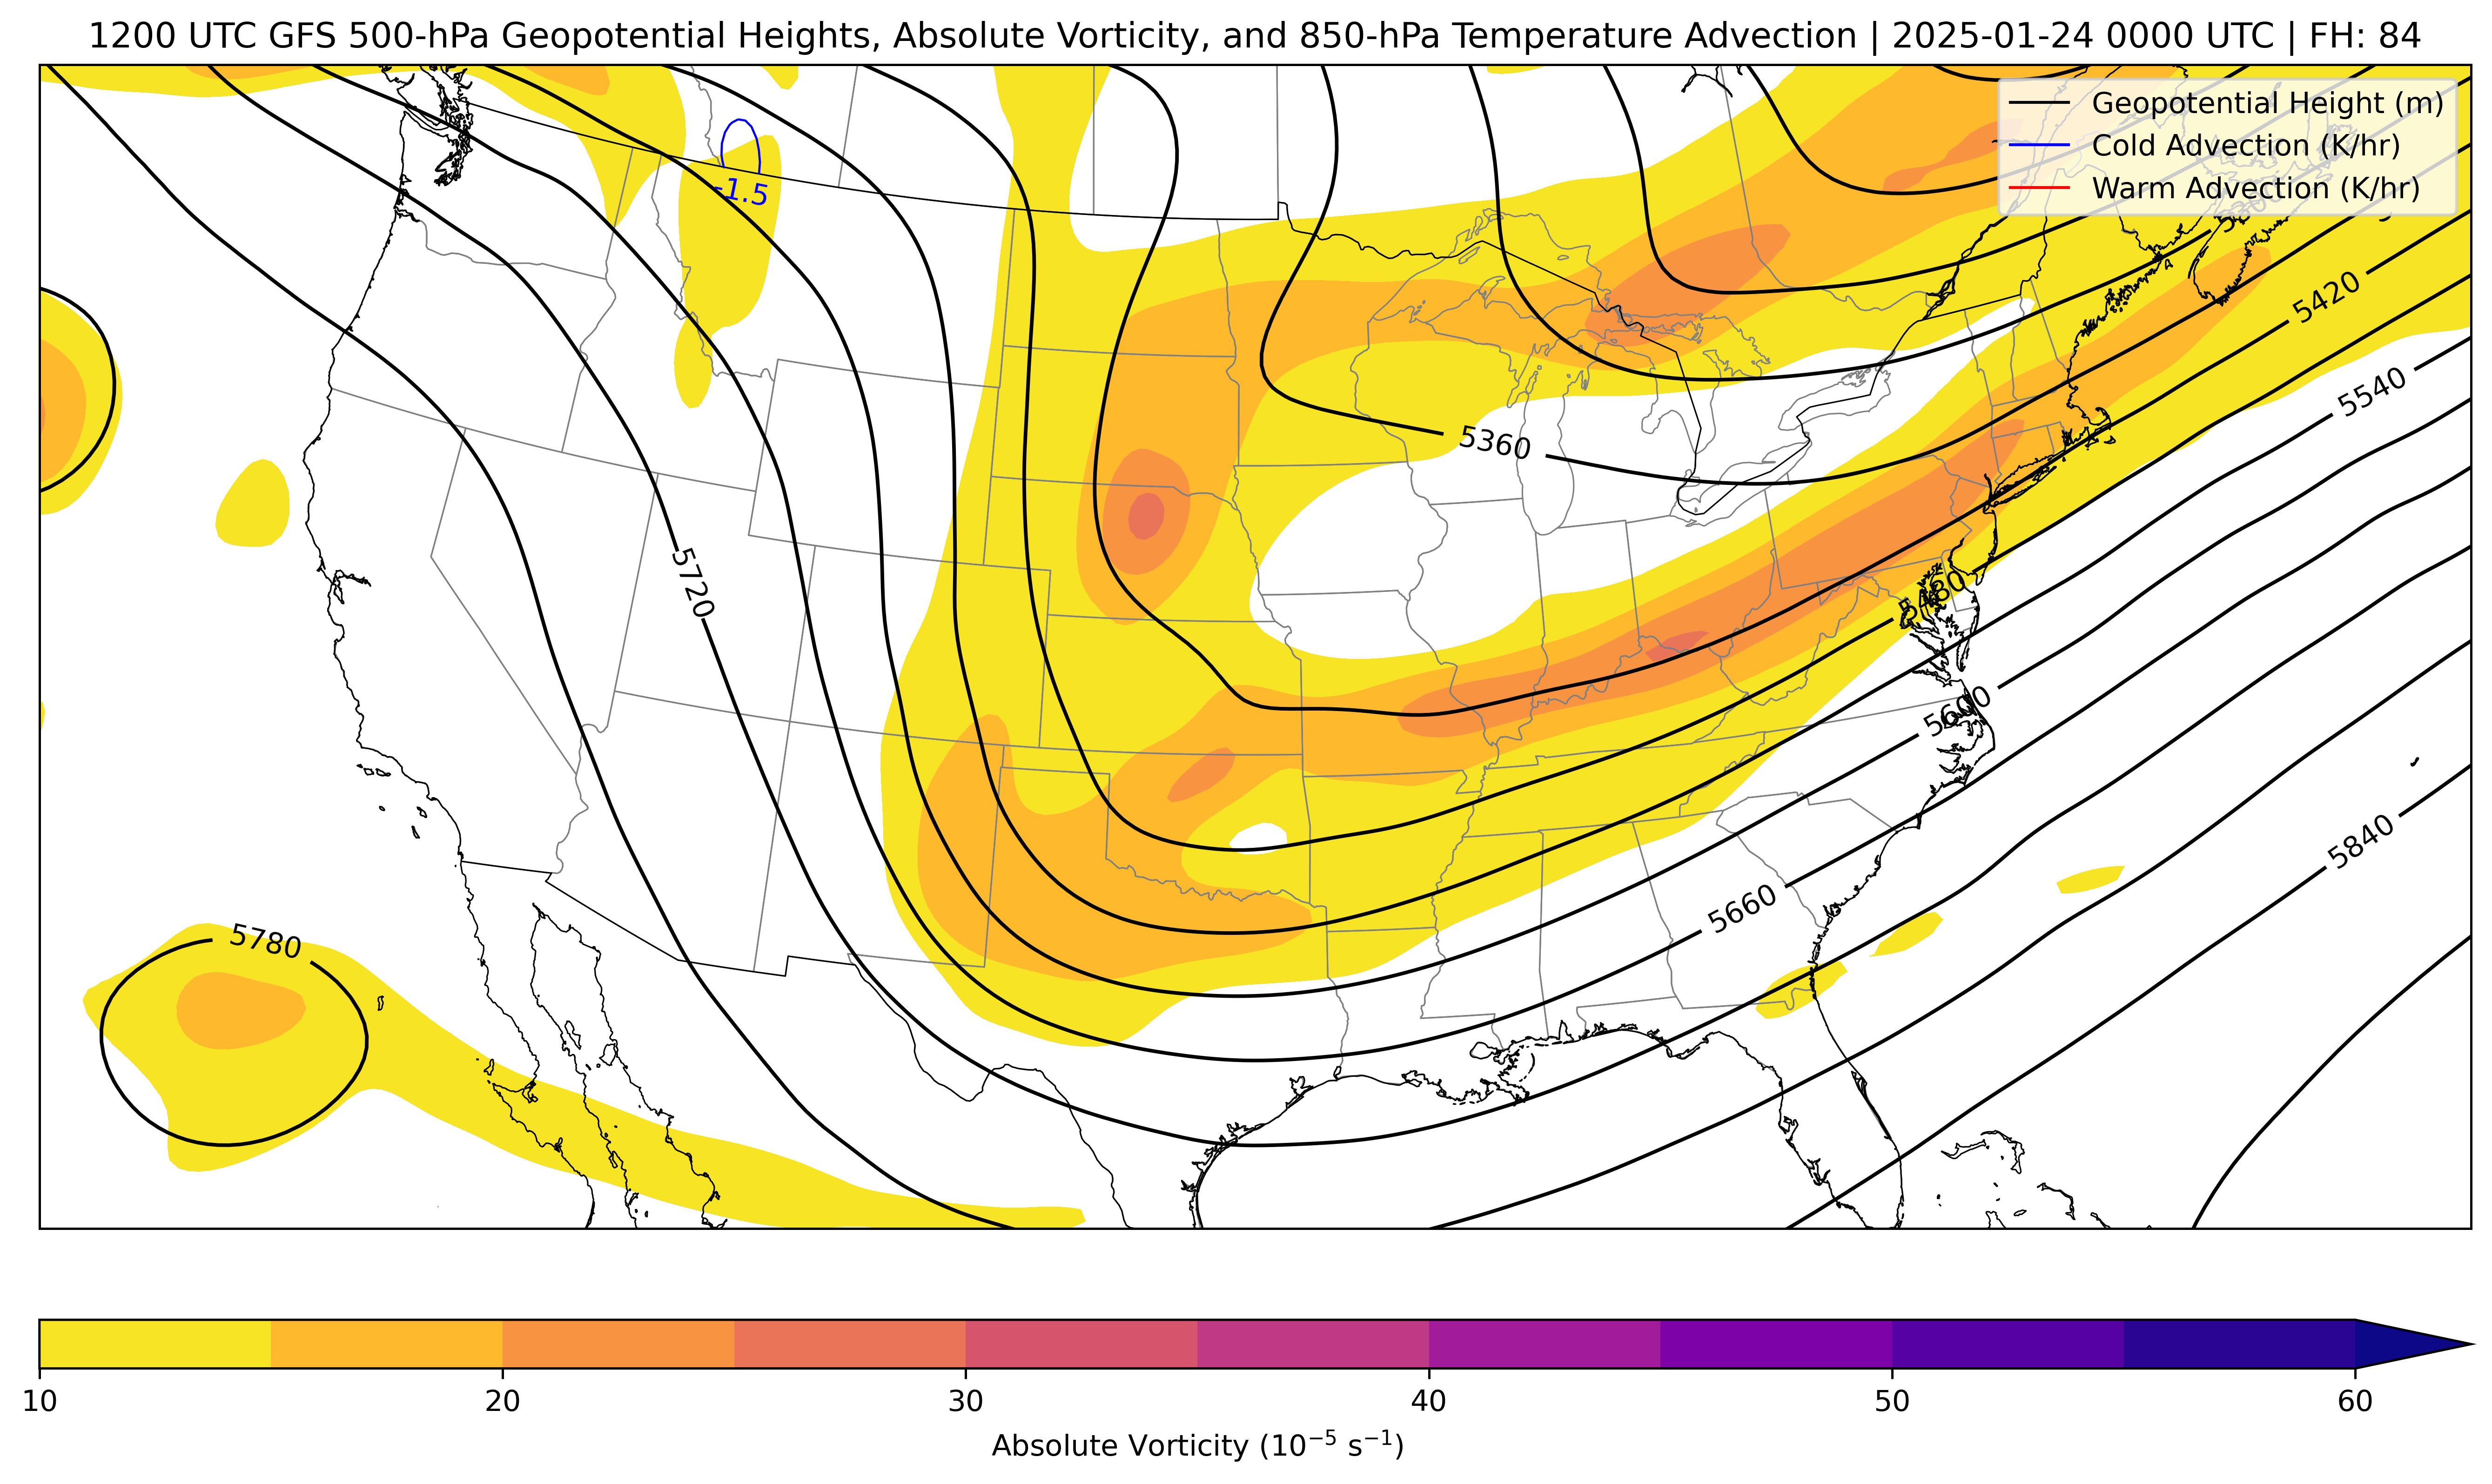 1200 UTC GFS 500-hPa Geopotential Heights, Absolute Vorticity, and 850-hPa Temperature Advection | 2025-01-24 0000 UTC | FH: 84
Geopotential Height (m)
Cold Advection (K/hr)
Warm Advection (K/hr)
-1.5
5420
5540
5360
5720
5480
5600
5840
5660
5780
10 20 30 40 50 60
Absolute Vorticity (10⁻⁵ s⁻¹)